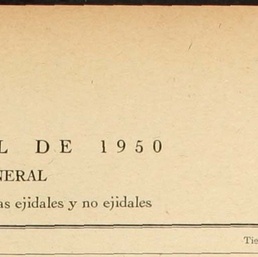 L DE 1950
NERAL
as ejidales y no ejidales
Tie